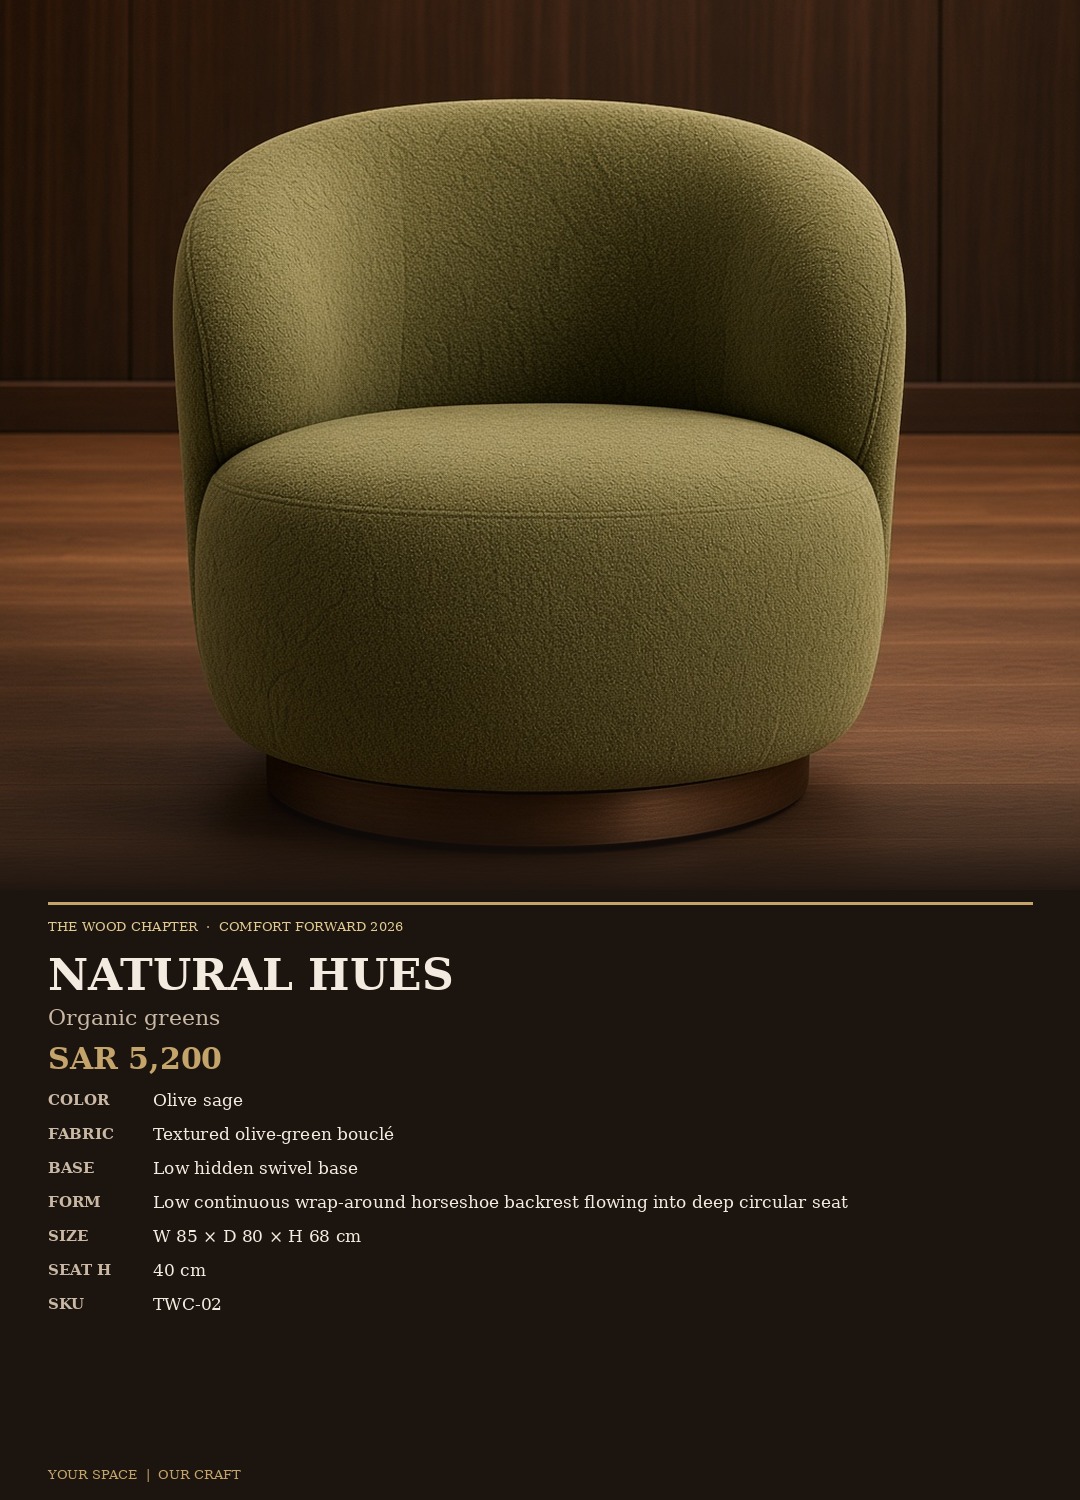 THE WOOD CHAPTER · COMFORT FORWARD 2026
NATURAL HUES
Organic greens
SAR 5,200
COLOR Olive sage
FABRIC Textured olive-green bouclé
BASE Low hidden swivel base
FORM Low continuous wrap-around horseshoe backrest flowing into deep circular seat
SIZE W 85 × D 80 × H 68 cm
SEAT H 40 cm
SKU TWC-02
YOUR SPACE | OUR CRAFT